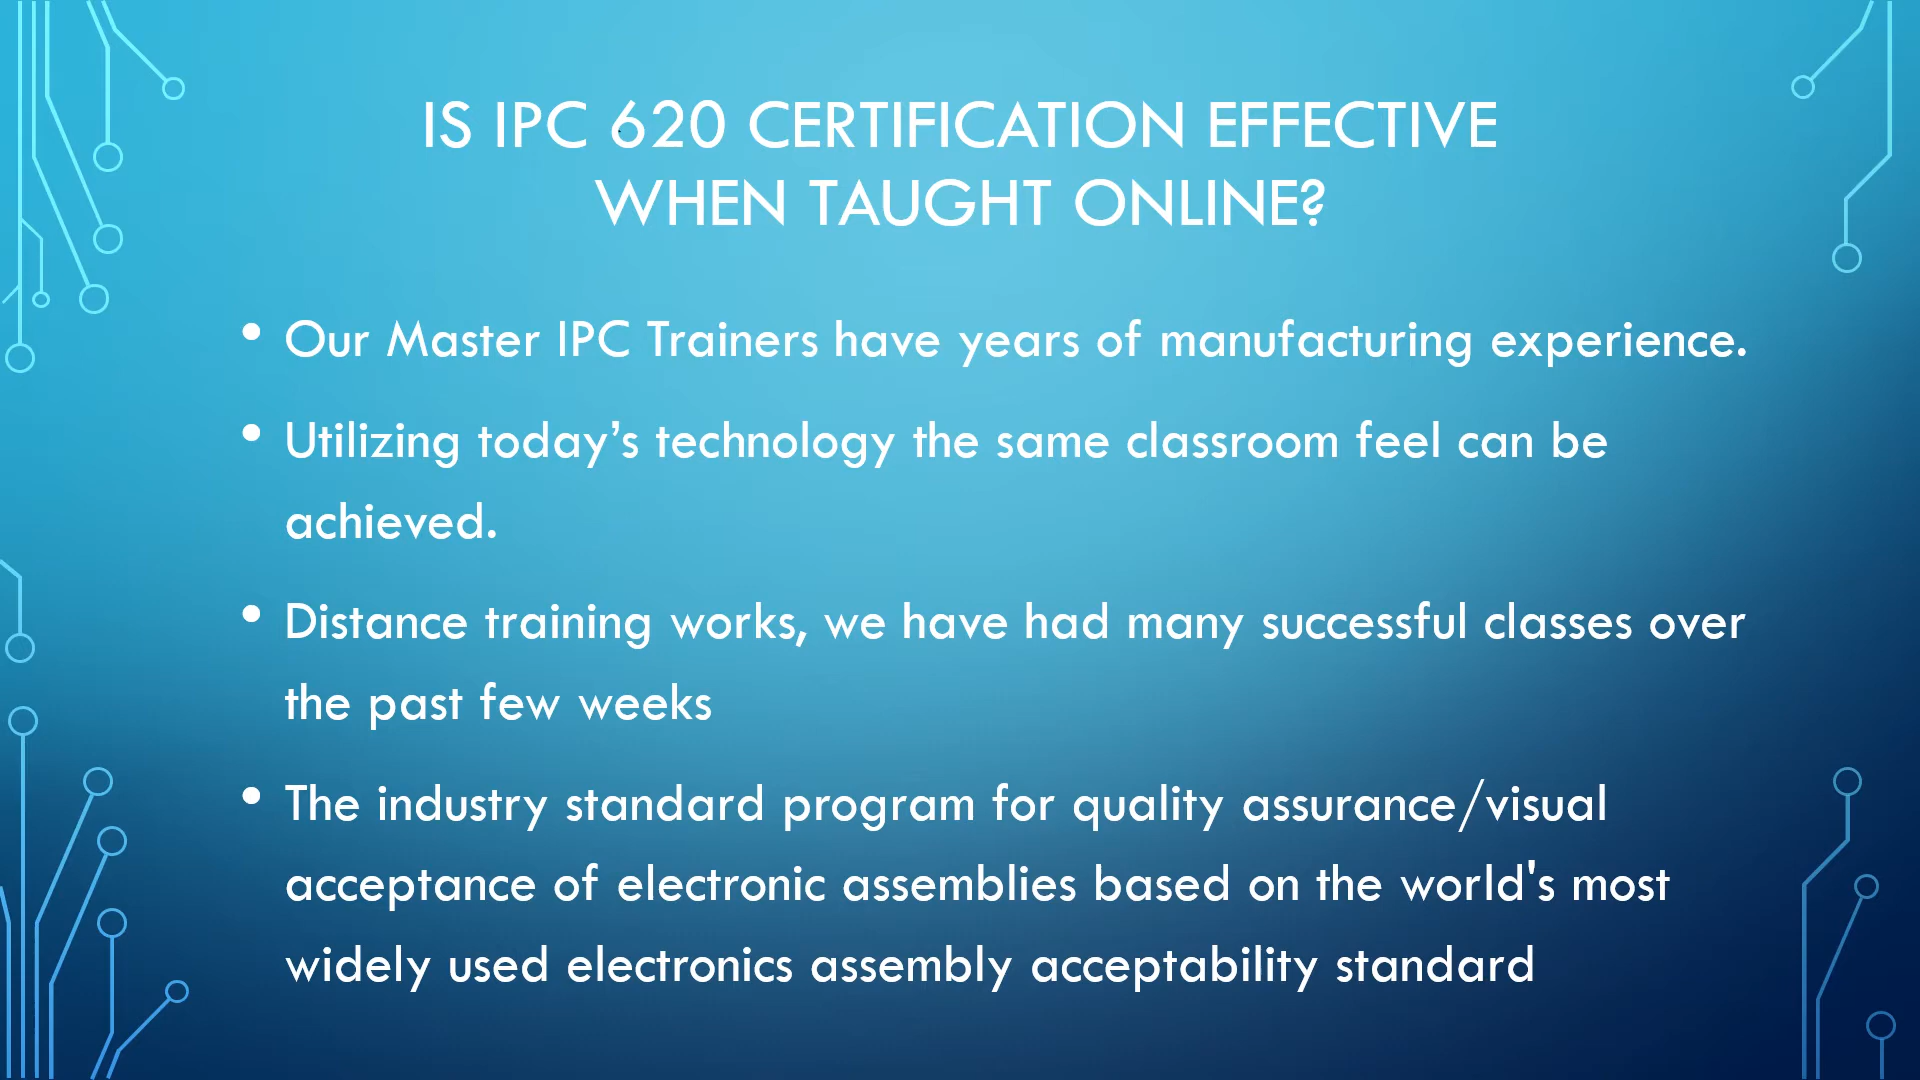 IS IPC 620 CERTIFICATION EFFECTIVE
WHEN TAUGHT ONLINE?
• Our Master IPC Trainers have years of manufacturing experience.
• Utilizing today’s technology the same classroom feel can be
achieved.
• Distance training works, we have had many successful classes over
the past few weeks
• The industry standard program for quality assurance/visual
acceptance of electronic assemblies based on the world's most
widely used electronics assembly acceptability standard